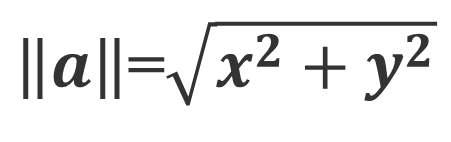 ||a||=√x² + y²